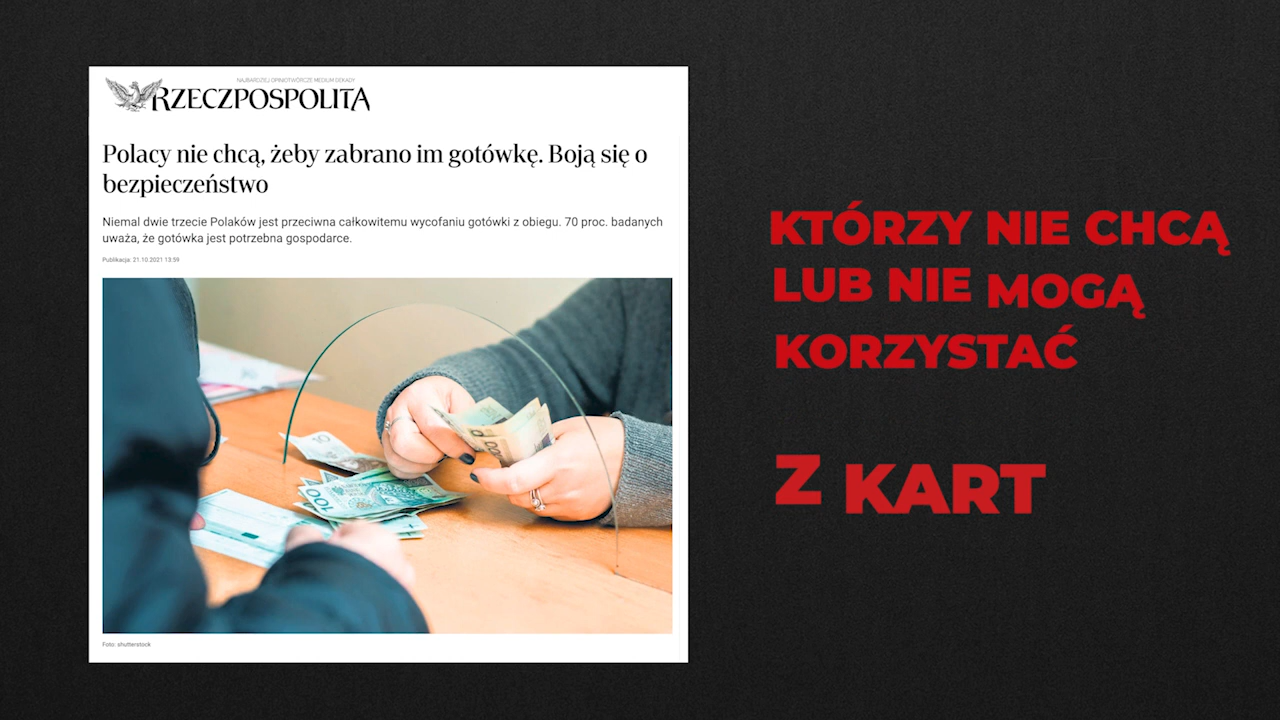 NAJBARDZIEJ OPINIOTWÓRCZE MEDIUM DEKADY
RZECZPOSPOLITA
Polacy nie chcą, żeby zabrano im gotówkę. Boją się o
bezpieczeństwo
Niemal dwie trzecie Polaków jest przeciwna całkowitemu wycofaniu gotówki z obiegu. 70 proc. badanych
uważa, że gotówka jest potrzebna gospodarce.
Publikacja: 21.10.2021 13:59
50
100
Foto: shutterstock
KTÓRZY NIE CHCĄ
LUB NIE MOGĄ
KORZYSTAĆ
Z KART